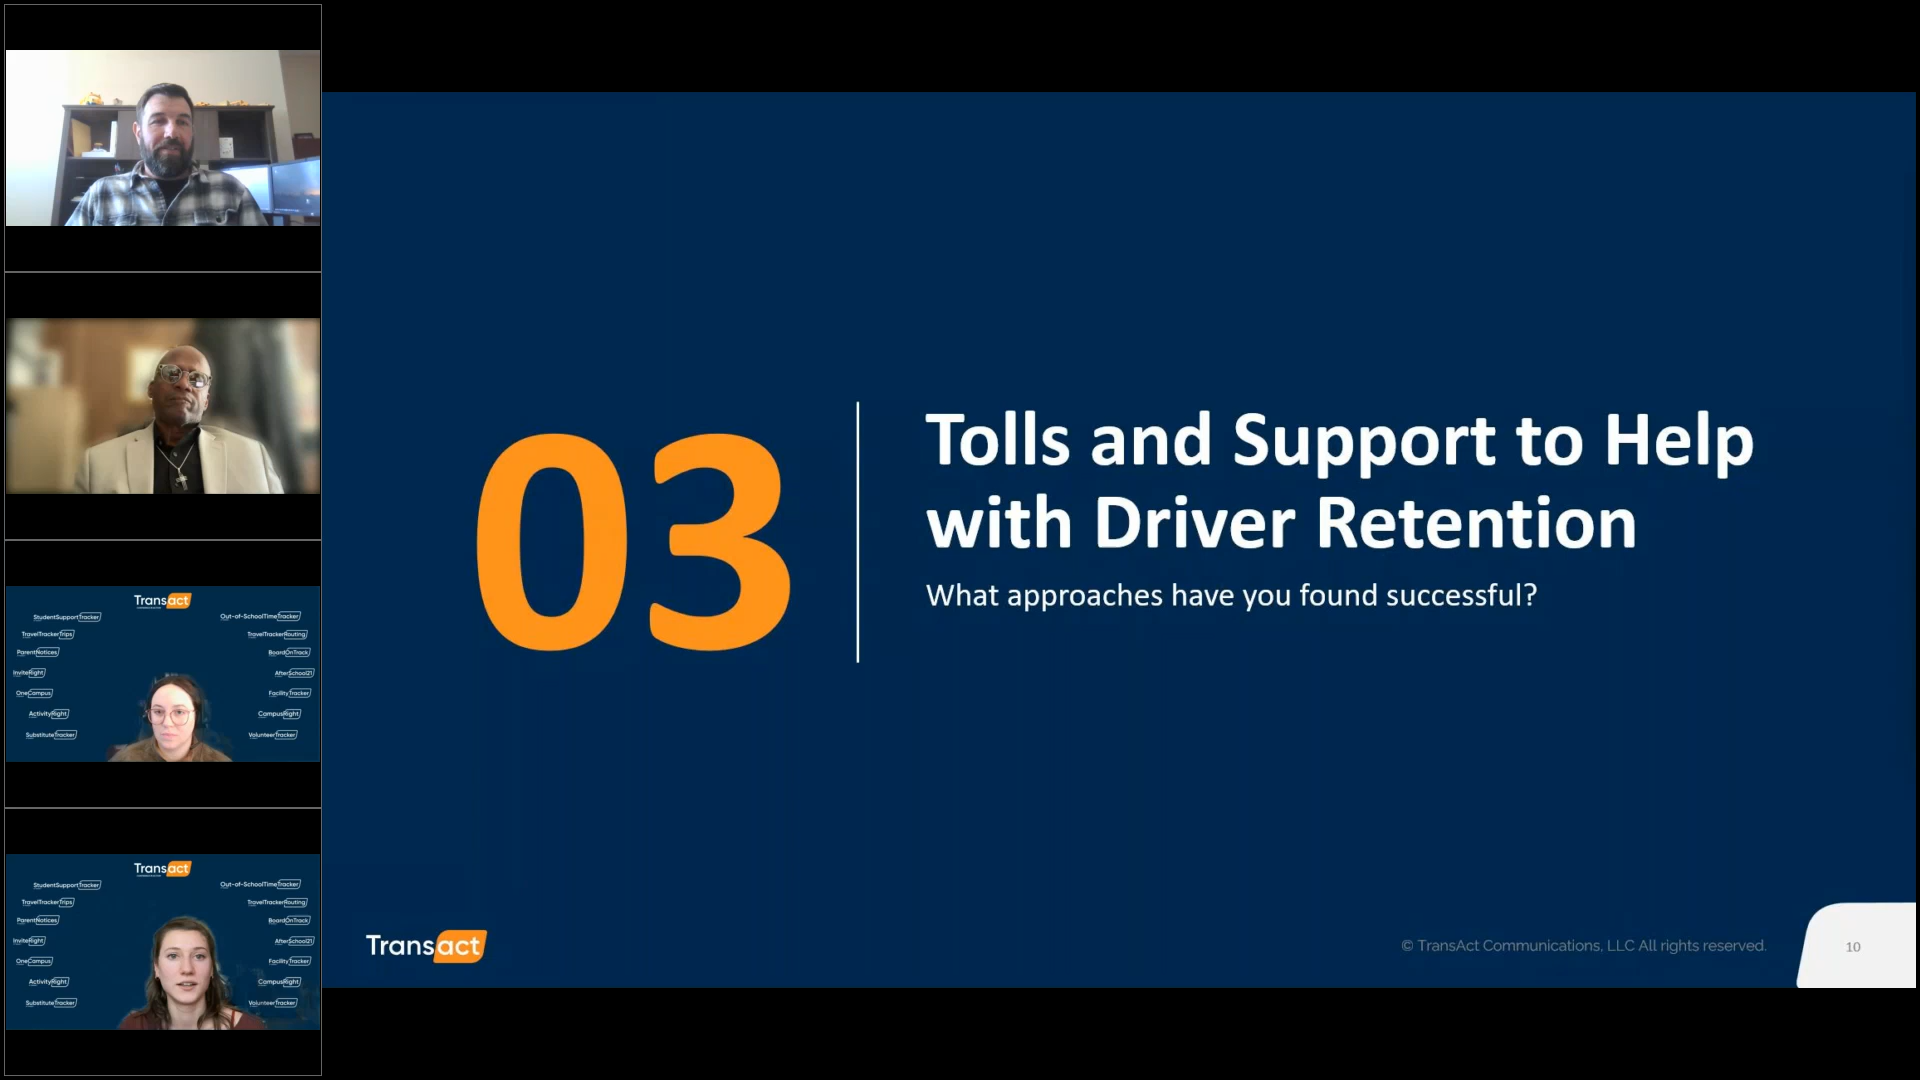 Transact
StudentSupportTracker
Out-of-SchoolTimeTracker
TravelTrackerTrips
TravelTrackerRouting
ParentNotices
BoardOnTrack
InviteRight
AfterSchool21
OneCampus
FacilityTracker
ActivityRight
CampusRight
SubstituteTracker
VolunteerTracker
Transact
StudentSupportTracker
Out-of-SchoolTimeTracker
TravelTrackerTrips
TravelTrackerRouting
ParentNotices
BoardOnTrack
InviteRight
AfterSchool21
OneCampus
FacilityTracker
ActivityRight
CampusRight
SubstituteTracker
VolunteerTracker
03
Tolls and Support to Help
with Driver Retention
What approaches have you found successful?
Transact
© TransAct Communications, LLC All rights reserved.
10